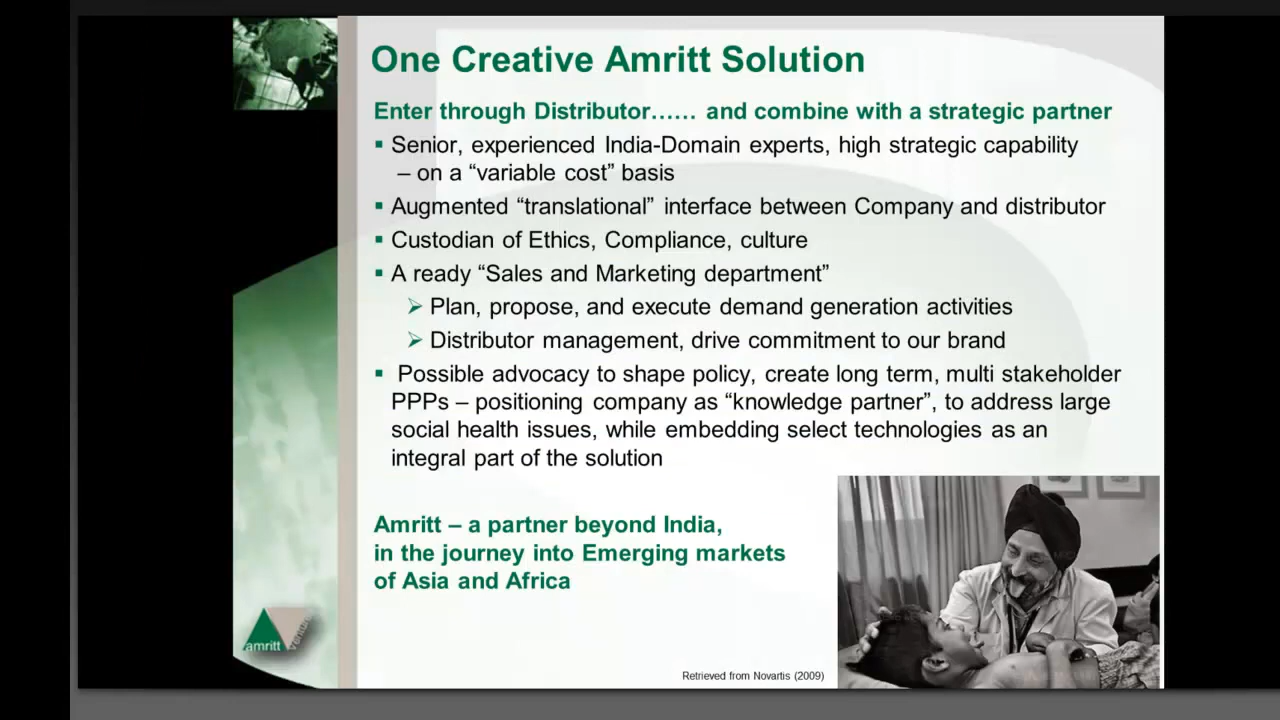 One Creative Amritt Solution
Enter through Distributor…… and combine with a strategic partner
▪ Senior, experienced India-Domain experts, high strategic capability
– on a “variable cost” basis
▪ Augmented “translational” interface between Company and distributor
▪ Custodian of Ethics, Compliance, culture
▪ A ready “Sales and Marketing department”
➢ Plan, propose, and execute demand generation activities
➢ Distributor management, drive commitment to our brand
▪ Possible advocacy to shape policy, create long term, multi stakeholder
PPPs – positioning company as “knowledge partner”, to address large
social health issues, while embedding select technologies as an
integral part of the solution
Amritt – a partner beyond India,
in the journey into Emerging markets
of Asia and Africa
amritt
Retrieved from Novartis (2009)